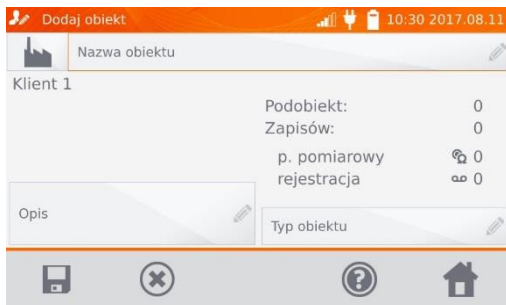 Dodaj obiekt
10:30 2017.08.11
Nazwa obiektu
Klient 1
Podobiekt: 0
Zapisów: 0
p. pomiarowy 0
rejestracja 0
Opis
Typ obiektu